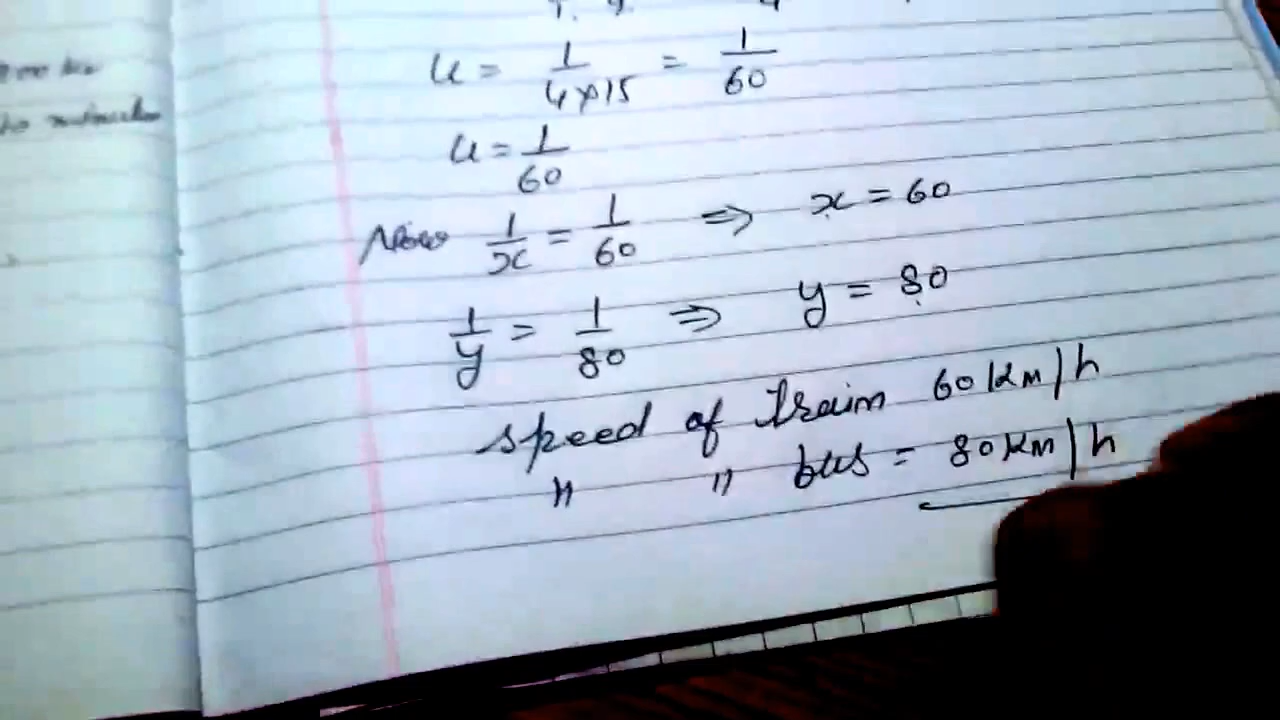 u = 1/4×15 = 1/60
u = 1/60
Now 1/x = 1/60 ⇒ x = 60
1/y = 1/80 ⇒ y = 80
speed of train 60 km/h
" " bus = 80 km/h